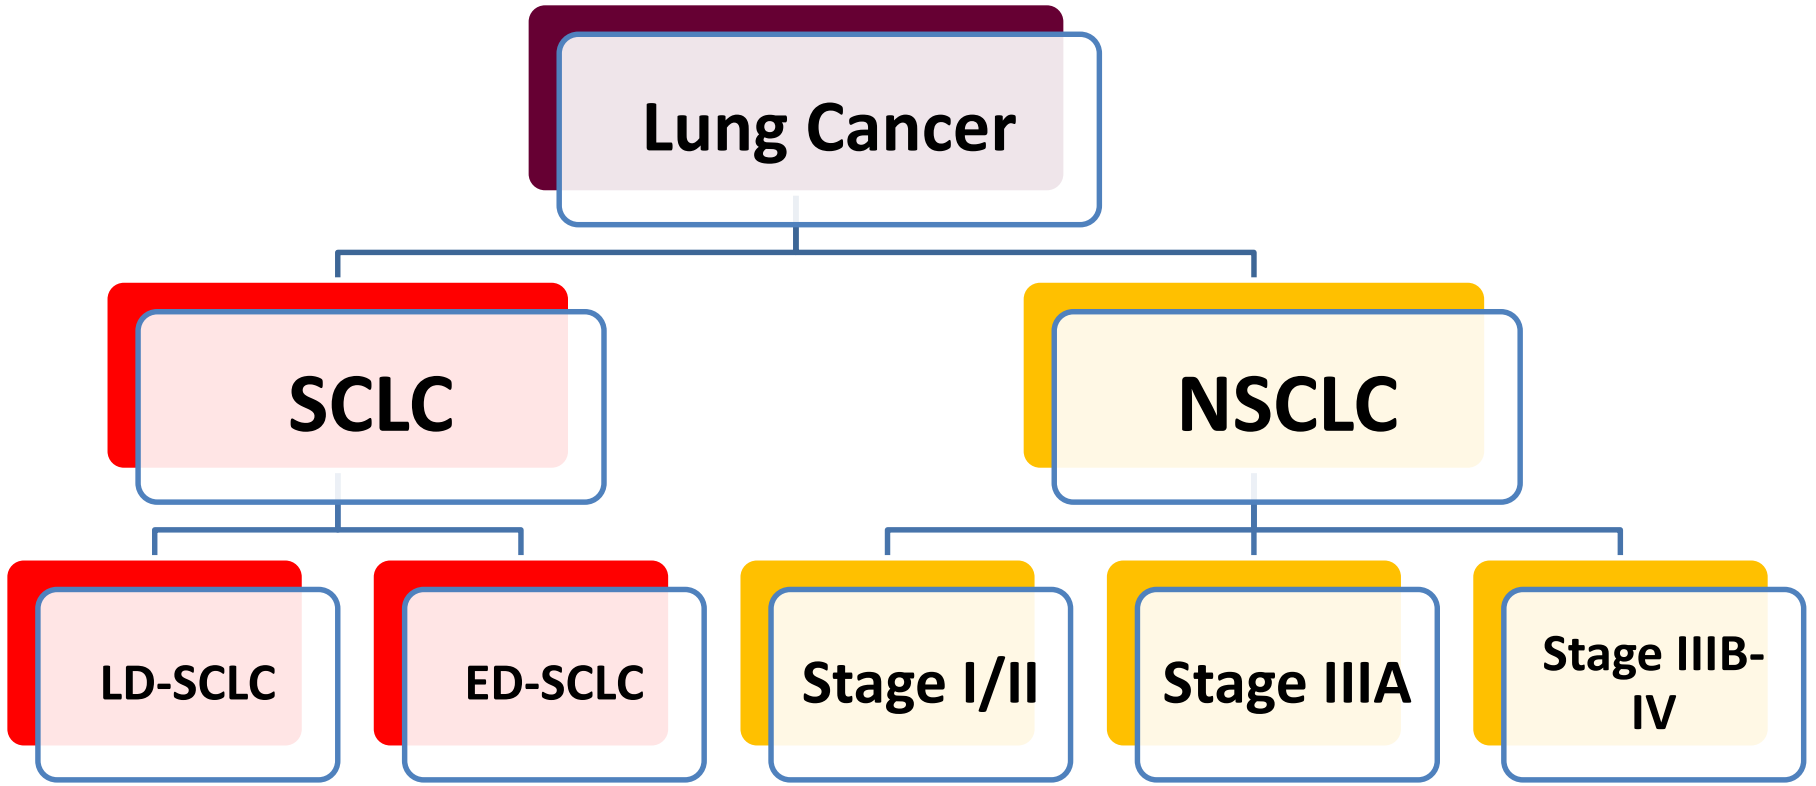 Lung Cancer
SCLC
NSCLC
LD-SCLC
ED-SCLC
Stage I/II
Stage IIIA
Stage IIIB-
IV